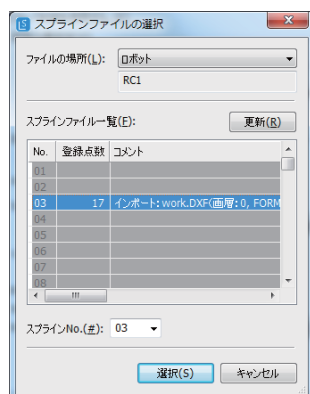 スプラインファイルの選択
ファイルの場所(L): ロボット
RC1
スプラインファイル一覧(F): 更新(R)
No. 登録点数 コメント
01
02
03 17 インポート: work.DXF(画層: 0, FORM
04
05
06
07
08
スプラインNo.(#): 03
選択(S) キャンセル